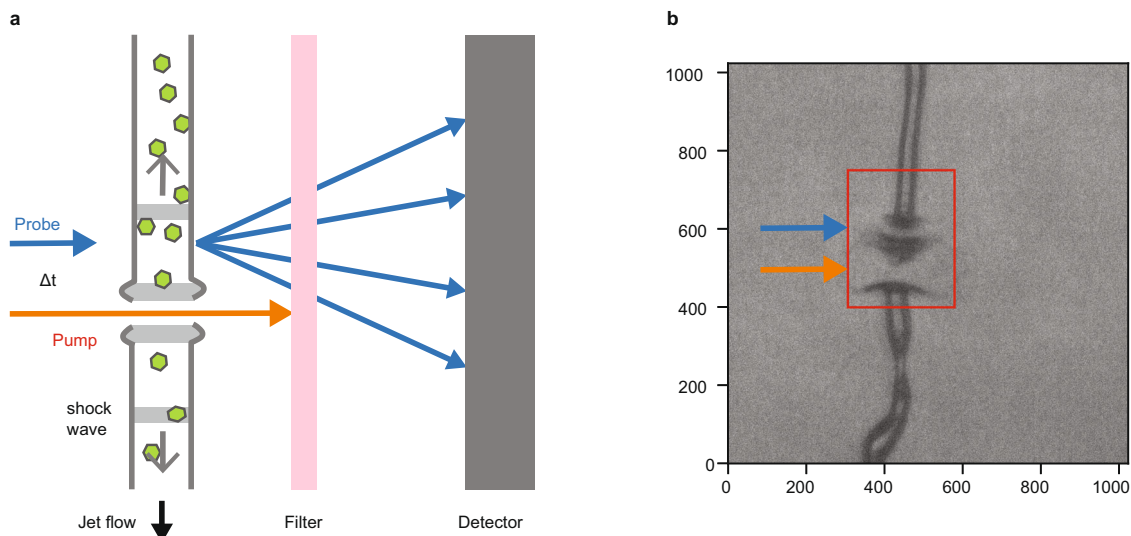 a
Probe
Δt
Pump
shock
wave
Jet flow
Filter
Detector
b
1000
800
600
400
200
0
0
200
400
600
800
1000